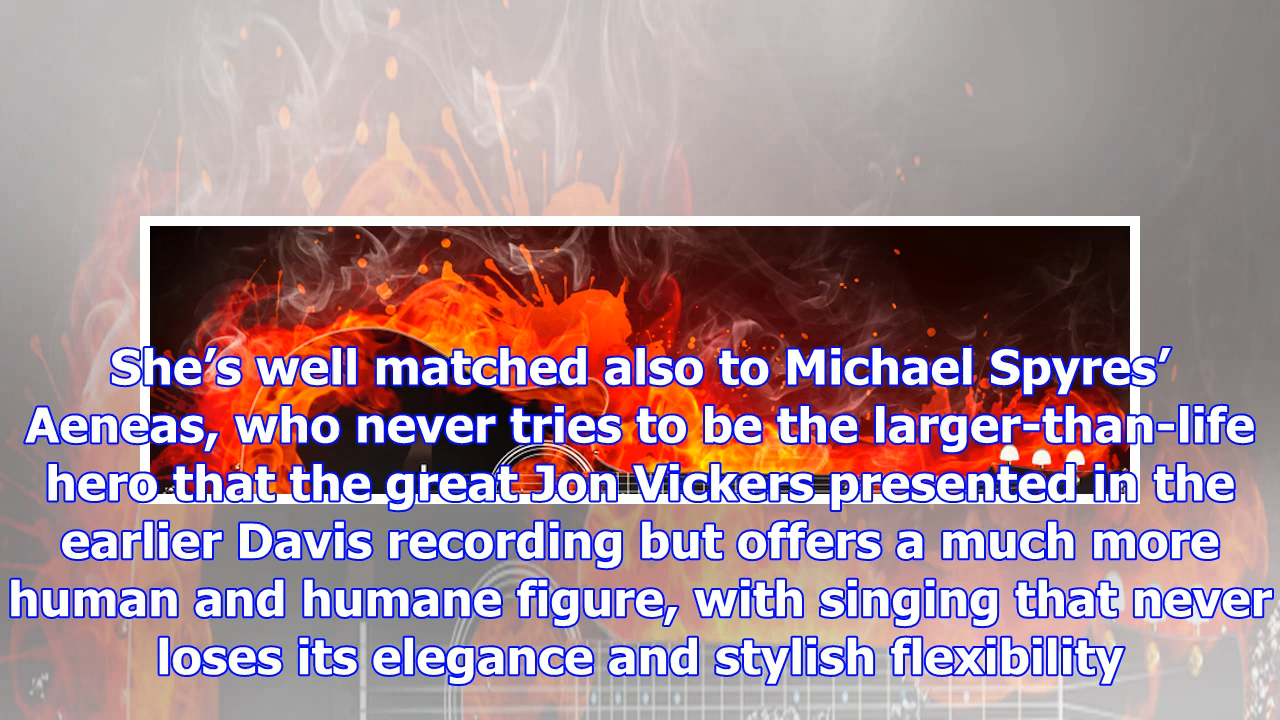 She’s well matched also to Michael Spyres’
Aeneas, who never tries to be the larger-than-life
hero that the great Jon Vickers presented in the
earlier Davis recording but offers a much more
human and humane figure, with singing that never
loses its elegance and stylish flexibility